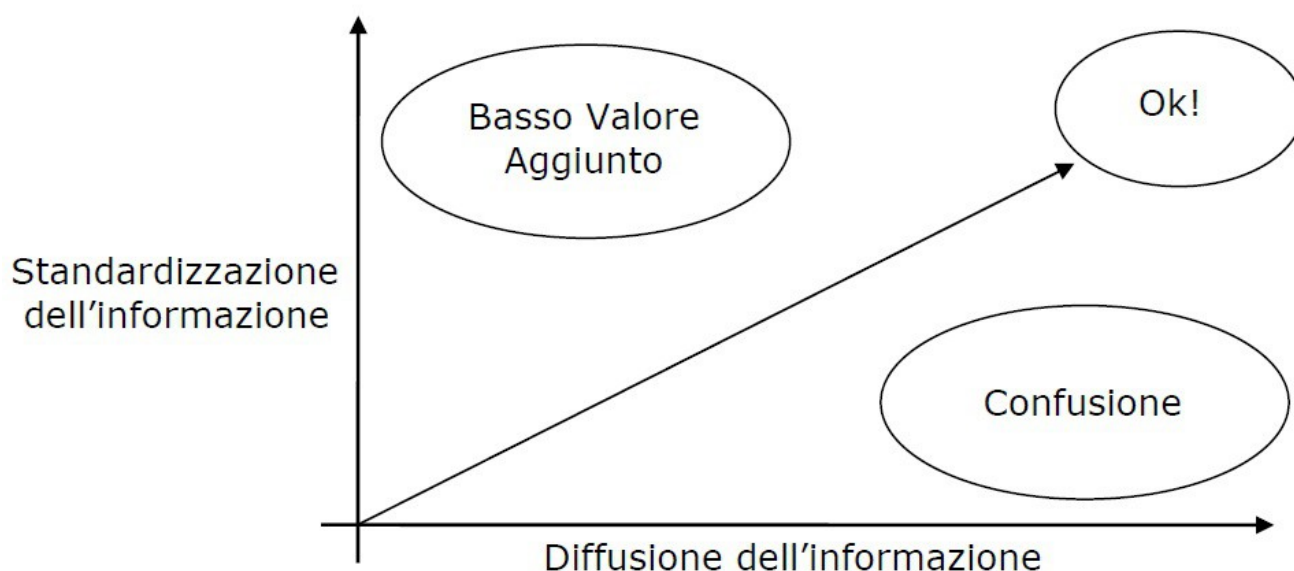 Basso Valore
Aggiunto
Ok!
Standardizzazione
dell’informazione
Confusione
Diffusione dell’informazione